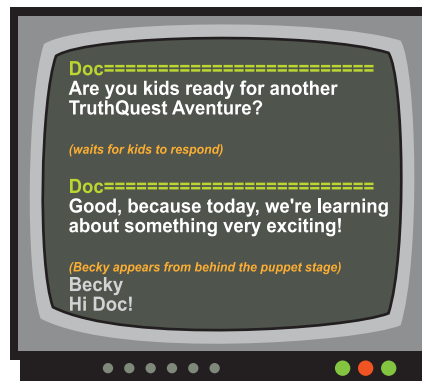 Doc==========================
Are you kids ready for another
TruthQuest Aventure?
(waits for kids to respond)
Doc==========================
Good, because today, we're learning
about something very exciting!
(Becky appears from behind the puppet stage)
Becky
Hi Doc!